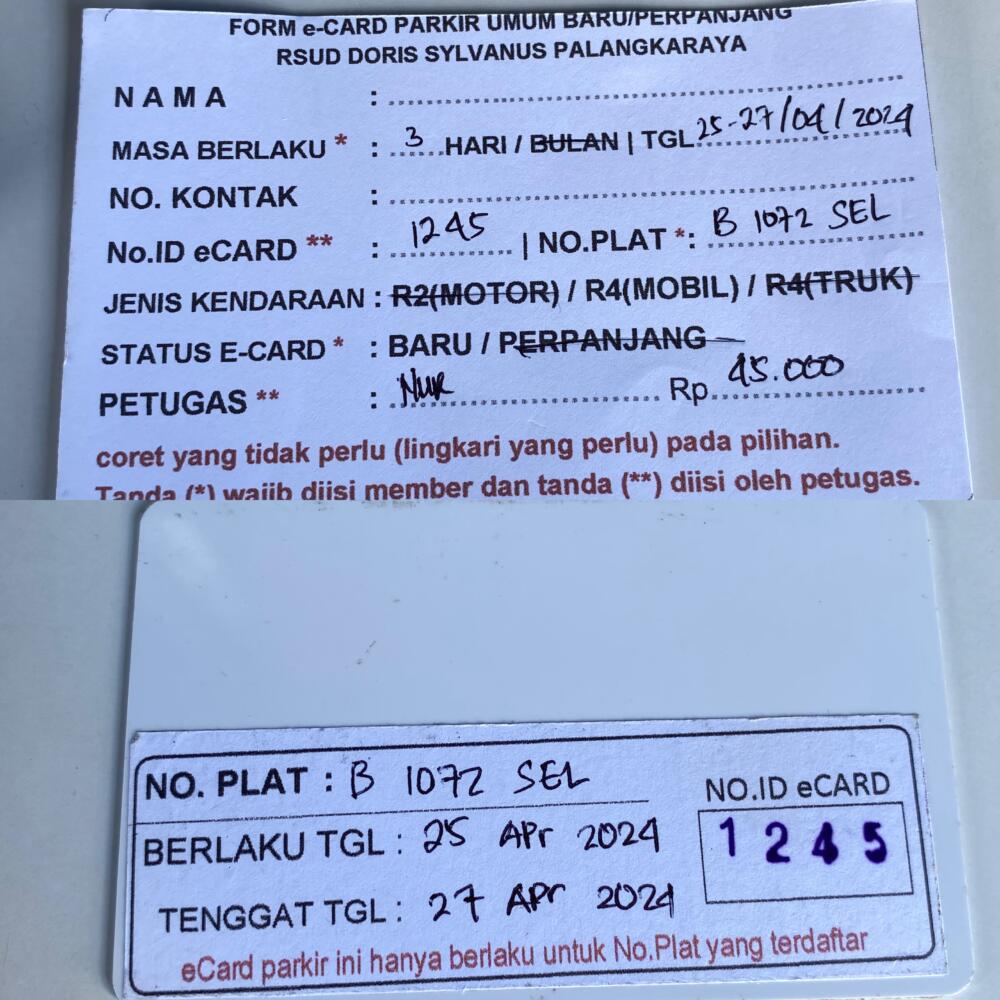 FORM e-CARD PARKIR UMUM BARU/PERPANJANG
RSUD DORIS SYLVANUS PALANGKARAYA
NAMA : ..............................
MASA BERLAKU * : 3 HARI / BULAN | TGL 25-27/04/2024
NO. KONTAK : ..............................
No.ID eCARD ** : 1245 | NO.PLAT *: B 1072 SEL
JENIS KENDARAAN : R2(MOTOR) / R4(MOBIL) / R4(TRUK)
STATUS E-CARD * : BARU / PERPANJANG
PETUGAS ** : Nur Rp 45.000
coret yang tidak perlu (lingkari yang perlu) pada pilihan.
Tanda (*) wajib diisi member dan tanda (**) diisi oleh petugas.
NO. PLAT : B 1072 SEL
NO.ID eCARD
BERLAKU TGL : 25 Apr 2024
1245
TENGGAT TGL : 27 Apr 2024
eCard parkir ini hanya berlaku untuk No.Plat yang terdaftar